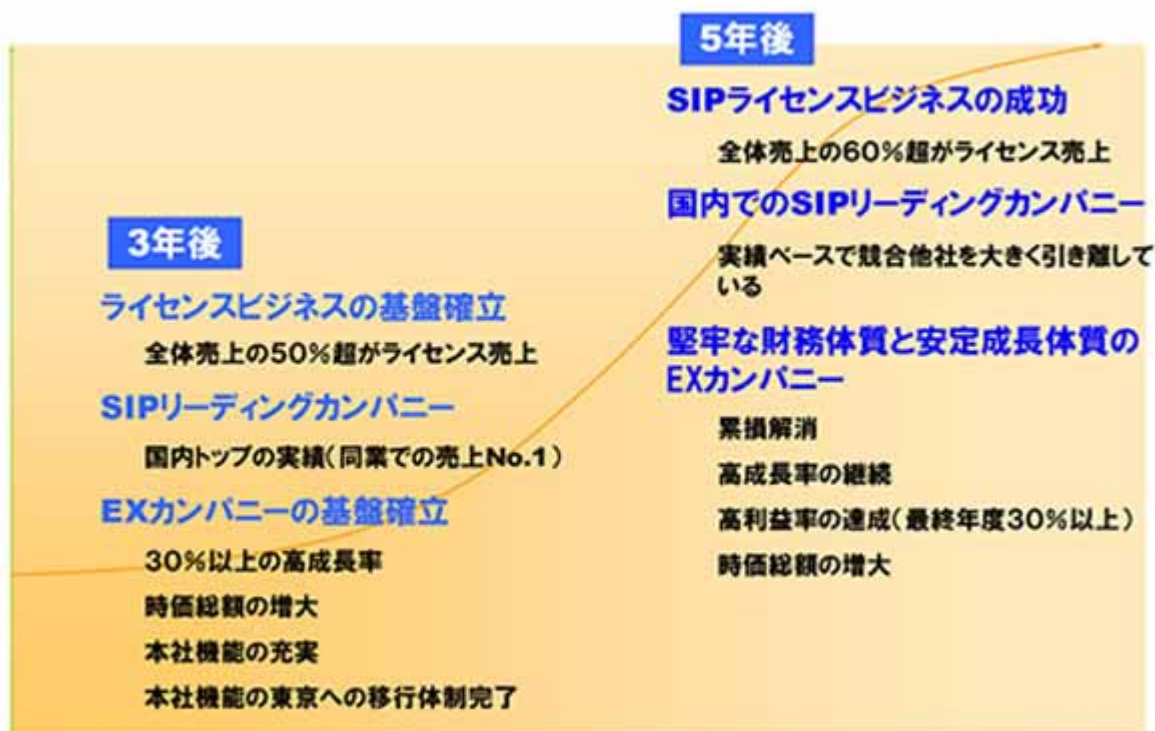 3年後
ライセンスビジネスの基盤確立
全体売上の50%超がライセンス売上
SIPリーディングカンパニー
国内トップの実績(同業での売上No.1)
EXカンパニーの基盤確立
30%以上の高成長率
時価総額の増大
本社機能の充実
本社機能の東京への移行体制完了
5年後
SIPライセンスビジネスの成功
全体売上の60%超がライセンス売上
国内でのSIPリーディングカンパニー
実績ベースで競合他社を大きく引き離して
いる
堅牢な財務体質と安定成長体質の
EXカンパニー
累損解消
高成長率の継続
高利益率の達成(最終年度30%以上)
時価総額の増大